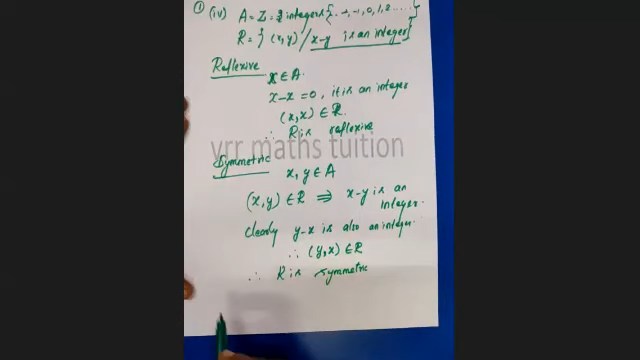 ① (iv) A = Z = integers {. -2, -1, 0, 1, 2 .....}
R = { (x, y) / x-y is an integer}
Reflexive
x ∈ A.
x-x = 0, it is an integer
(x, x) ∈ R.
∴ R is reflexive
vrr maths tuition
Symmetric
x, y ∈ A
(x, y) ∈ R ⇒ x-y is an
integer.
clearly y-x is also an integer.
∴ (y, x) ∈ R
∴ R is symmetric